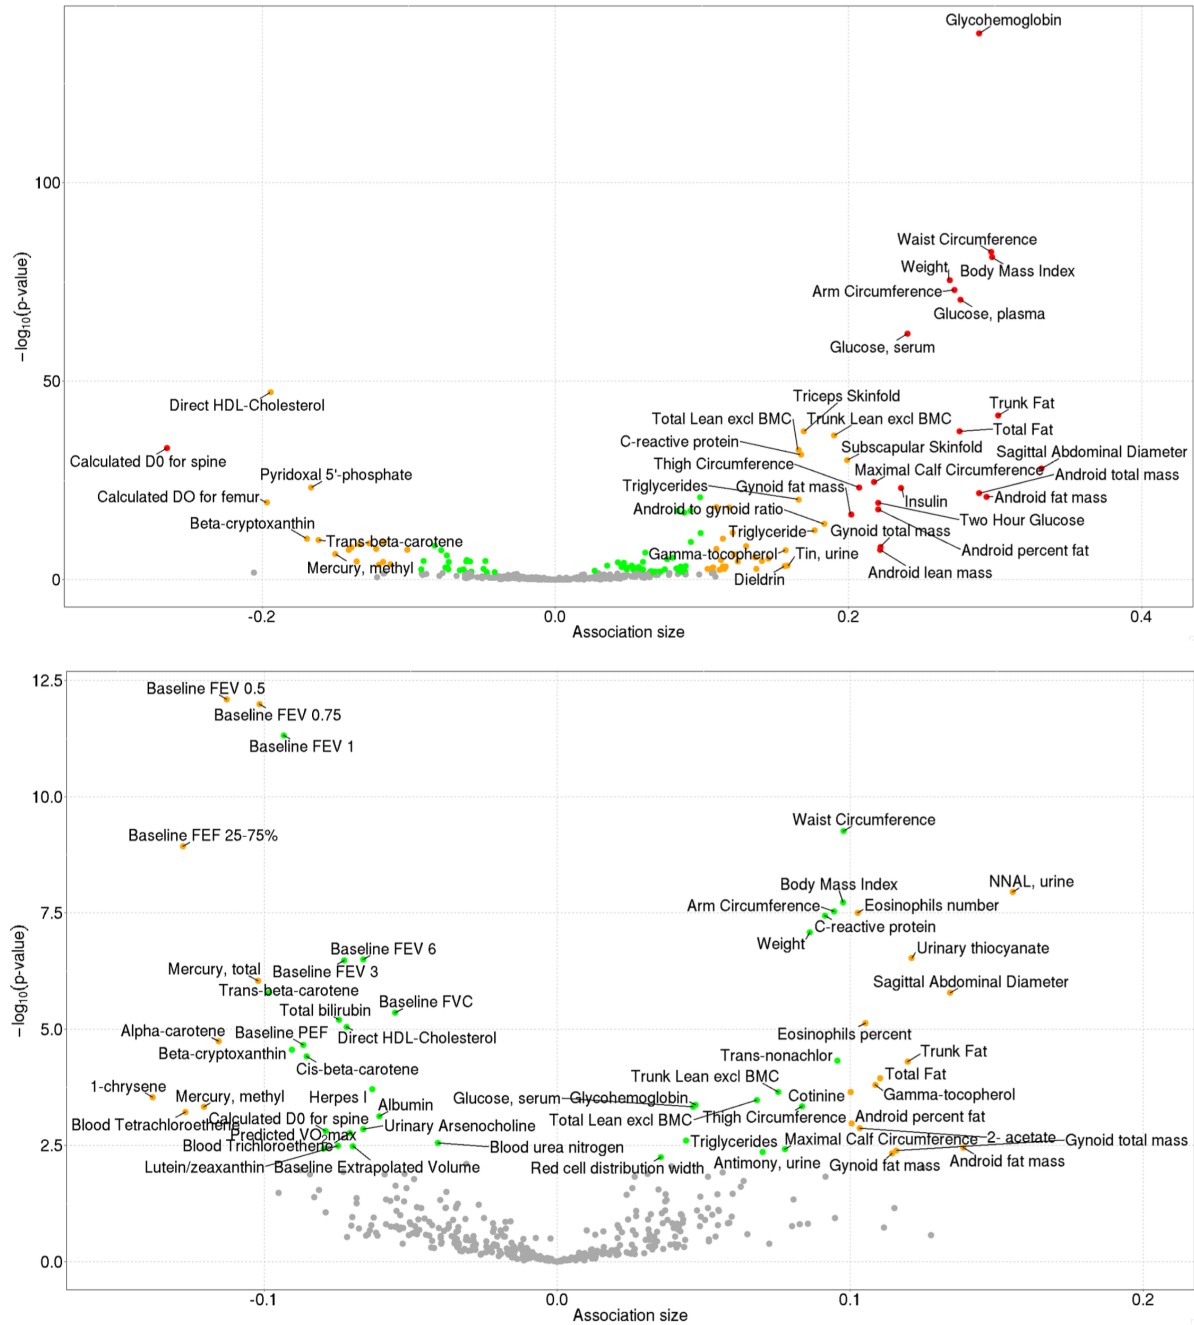 Glycohemoglobin
100
Waist Circumference
Weight
Body Mass Index
Arm Circumference
Glucose, plasma
Glucose, serum
−log10(p-value)
50
Direct HDL-Cholesterol
Triceps Skinfold
Trunk Fat
Total Lean excl BMC
Trunk Lean excl BMC
Total Fat
C-reactive protein
Subscapular Skinfold
Sagittal Abdominal Diameter
Calculated D0 for spine
Thigh Circumference
Maximal Calf Circumference
Android total mass
Pyridoxal 5'-phosphate
Triglycerides
Gynoid fat mass
Insulin
Android fat mass
Calculated DO for femur
Android to gynoid ratio
Two Hour Glucose
Beta-cryptoxanthin
Triglyceride
Gynoid total mass
Trans-beta-carotene
Gamma-tocopherol
Tin, urine
Android percent fat
Mercury, methyl
Dieldrin
Android lean mass
0
-0.2
0.0
0.2
0.4
Association size
12.5
Baseline FEV 0.5
Baseline FEV 0.75
Baseline FEV 1
10.0
Waist Circumference
Baseline FEF 25-75%
Body Mass Index
NNAL, urine
7.5
Arm Circumference
Eosinophils number
C-reactive protein
Weight
Baseline FEV 6
Urinary thiocyanate
Mercury, total
Baseline FEV 3
Sagittal Abdominal Diameter
Trans-beta-carotene
−log10(p-value)
Total bilirubin
Baseline FVC
5.0
Alpha-carotene
Baseline PEF
Direct HDL-Cholesterol
Eosinophils percent
Beta-cryptoxanthin
Trans-nonachlor
Trunk Fat
Cis-beta-carotene
Trunk Lean excl BMC
Total Fat
1-chrysene
Mercury, methyl
Herpes I
Glucose, serum
Glycohemoglobin
Cotinine
Gamma-tocopherol
Albumin
Blood Tetrachloroethene
Calculated D0 for spine
Urinary Arsenocholine
Total Lean excl BMC
Thigh Circumference
Android percent fat
Predicted VO2max
2.5
Blood Trichloroethene
Blood urea nitrogen
Triglycerides
Maximal Calf Circumference
2- acetate
Gynoid total mass
Lutein/zeaxanthin
Baseline Extrapolated Volume
Red cell distribution width
Antimony, urine
Gynoid fat mass
Android fat mass
0.0
-0.1
0.0
0.1
0.2
Association size